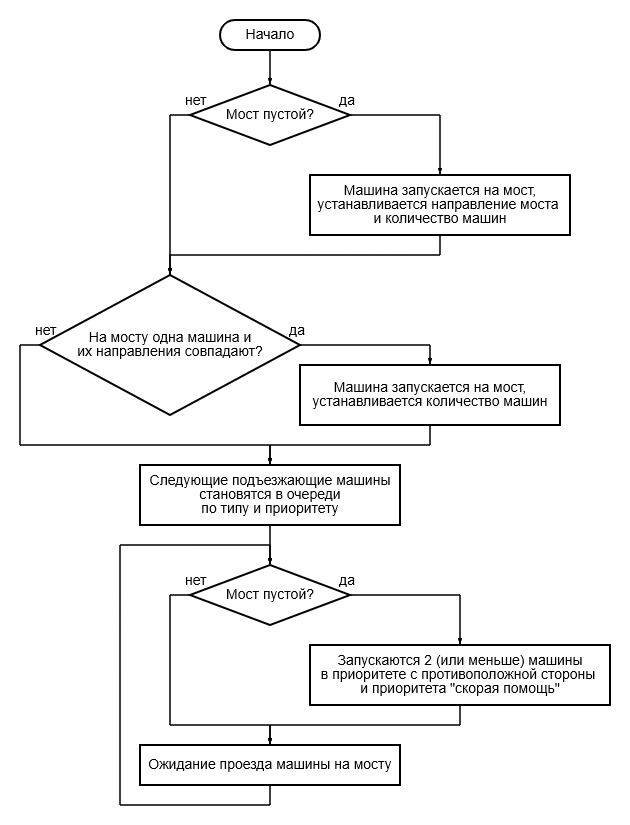 Начало
нет
да
Мост пустой?
Машина запускается на мост,
устанавливается направление моста
и количество машин
нет
да
На мосту одна машина и
их направления совпадают?
Машина запускается на мост,
устанавливается количество машин
Следующие подъезжающие машины
становятся в очереди
по типу и приоритету
нет
да
Мост пустой?
Запускаются 2 (или меньше) машины
в приоритете с противоположной стороны
и приоритета "скорая помощь"
Ожидание проезда машины на мосту